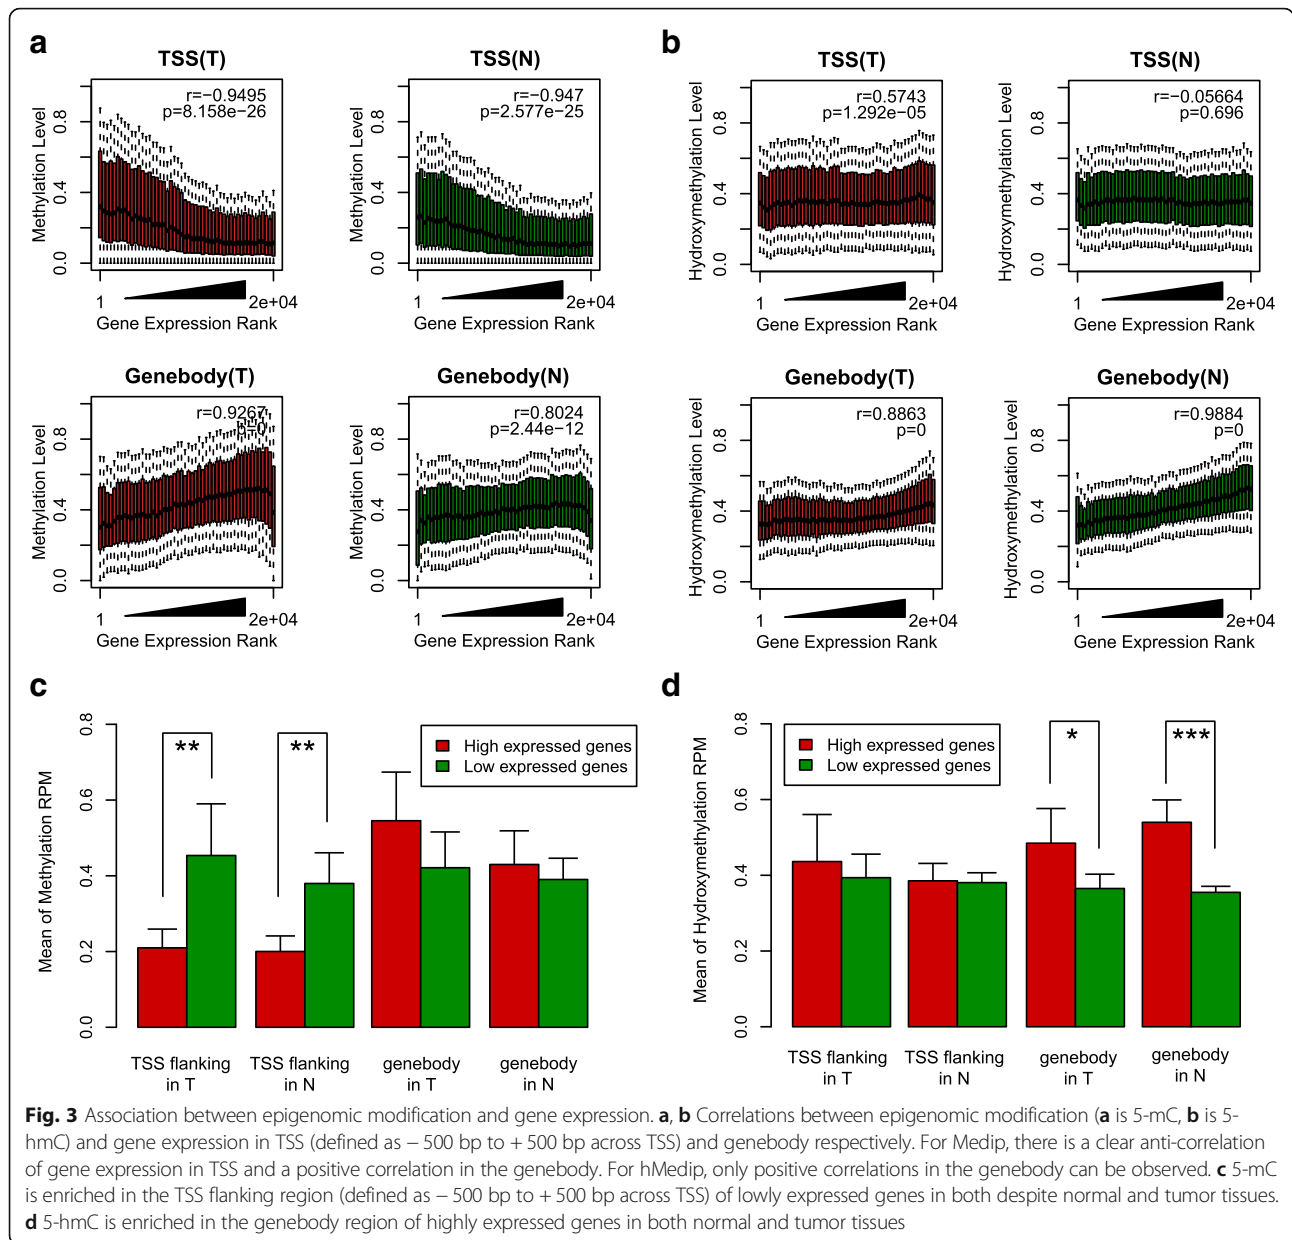 a
TSS(T)
r=−0.9495
p=8.158e−26
Methylation Level
0.0 0.4 0.8
1 2e+04
Gene Expression Rank
TSS(N)
r=−0.947
p=2.577e−25
Methylation Level
0.0 0.4 0.8
1 2e+04
Gene Expression Rank
Genebody(T)
r=0.9267
p=0
Methylation Level
0.0 0.4 0.8
1 2e+04
Gene Expression Rank
Genebody(N)
r=0.8024
p=2.44e−12
Methylation Level
0.0 0.4 0.8
1 2e+04
Gene Expression Rank
b
TSS(T)
r=0.5743
p=1.292e−05
Hydroxymethylation Level
0.0 0.4 0.8
1 2e+04
Gene Expression Rank
TSS(N)
r=−0.05664
p=0.696
Hydroxymethylation Level
0.0 0.4 0.8
1 2e+04
Gene Expression Rank
Genebody(T)
r=0.8863
p=0
Hydroxymethylation Level
0.0 0.4 0.8
1 2e+04
Gene Expression Rank
Genebody(N)
r=0.9884
p=0
Hydroxymethylation Level
0.0 0.4 0.8
1 2e+04
Gene Expression Rank
c
Mean of Methylation RPM
0.0 0.2 0.4 0.6 0.8
** **
High expressed genes
Low expressed genes
TSS flanking
in T
TSS flanking
in N
genebody
in T
genebody
in N
d
Mean of Hydroxymethylation RPM
0.0 0.2 0.4 0.6 0.8
High expressed genes
Low expressed genes
* ***
TSS flanking
in T
TSS flanking
in N
genebody
in T
genebody
in N
Fig. 3 Association between epigenomic modification and gene expression. a, b Correlations between epigenomic modification (a is 5-mC, b is 5-
hmC) and gene expression in TSS (defined as − 500 bp to + 500 bp across TSS) and genebody respectively. For Medip, there is a clear anti-correlation
of gene expression in TSS and a positive correlation in the genebody. For hMedip, only positive correlations in the genebody can be observed. c 5-mC
is enriched in the TSS flanking region (defined as − 500 bp to + 500 bp across TSS) of lowly expressed genes in both despite normal and tumor tissues.
d 5-hmC is enriched in the genebody region of highly expressed genes in both normal and tumor tissues